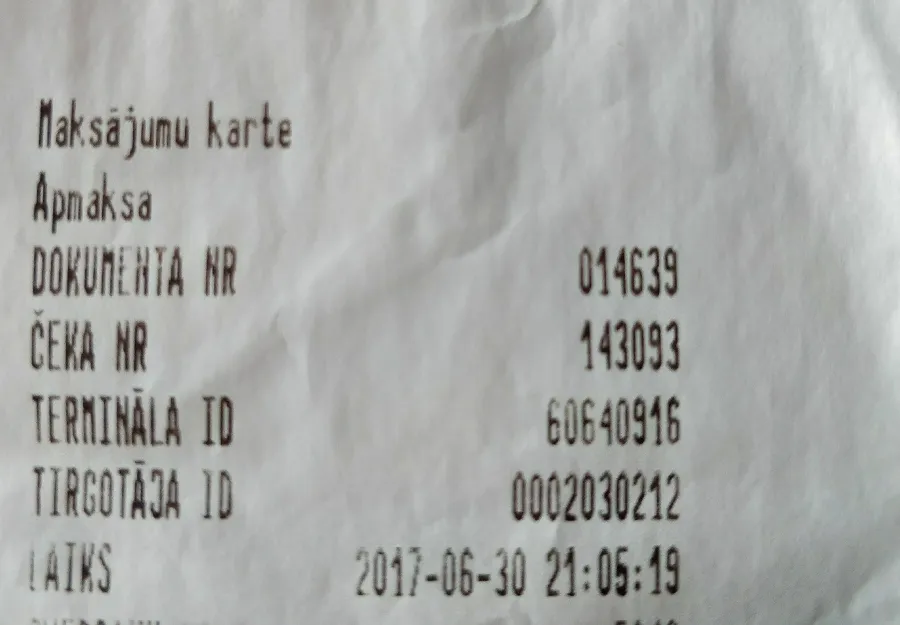 Maksājumu karte
Apmaksa
DOKUMENTA NR 014639
ČEKA NR 143093
TERMINĀLA ID 60640916
TIRGOTĀJA ID 0002030212
LAIKS 2017-06-30 21:05:19